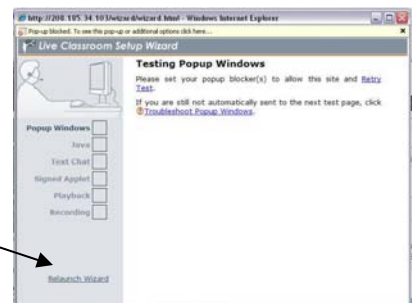 http://208.185.34.103/wizard/wizard.html - Windows Internet Explorer
Pop-up blocked. To see this pop-up or additional options click here...
Live Classroom Setup Wizard
Testing Popup Windows
Please set your popup blocker(s) to allow this site and Retry
Test.
If you are still not automatically sent to the next test page, click
Troubleshoot Popup Windows.
Popup Windows
Java
Text Chat
Signed Applet
Playback
Recording
Relaunch Wizard